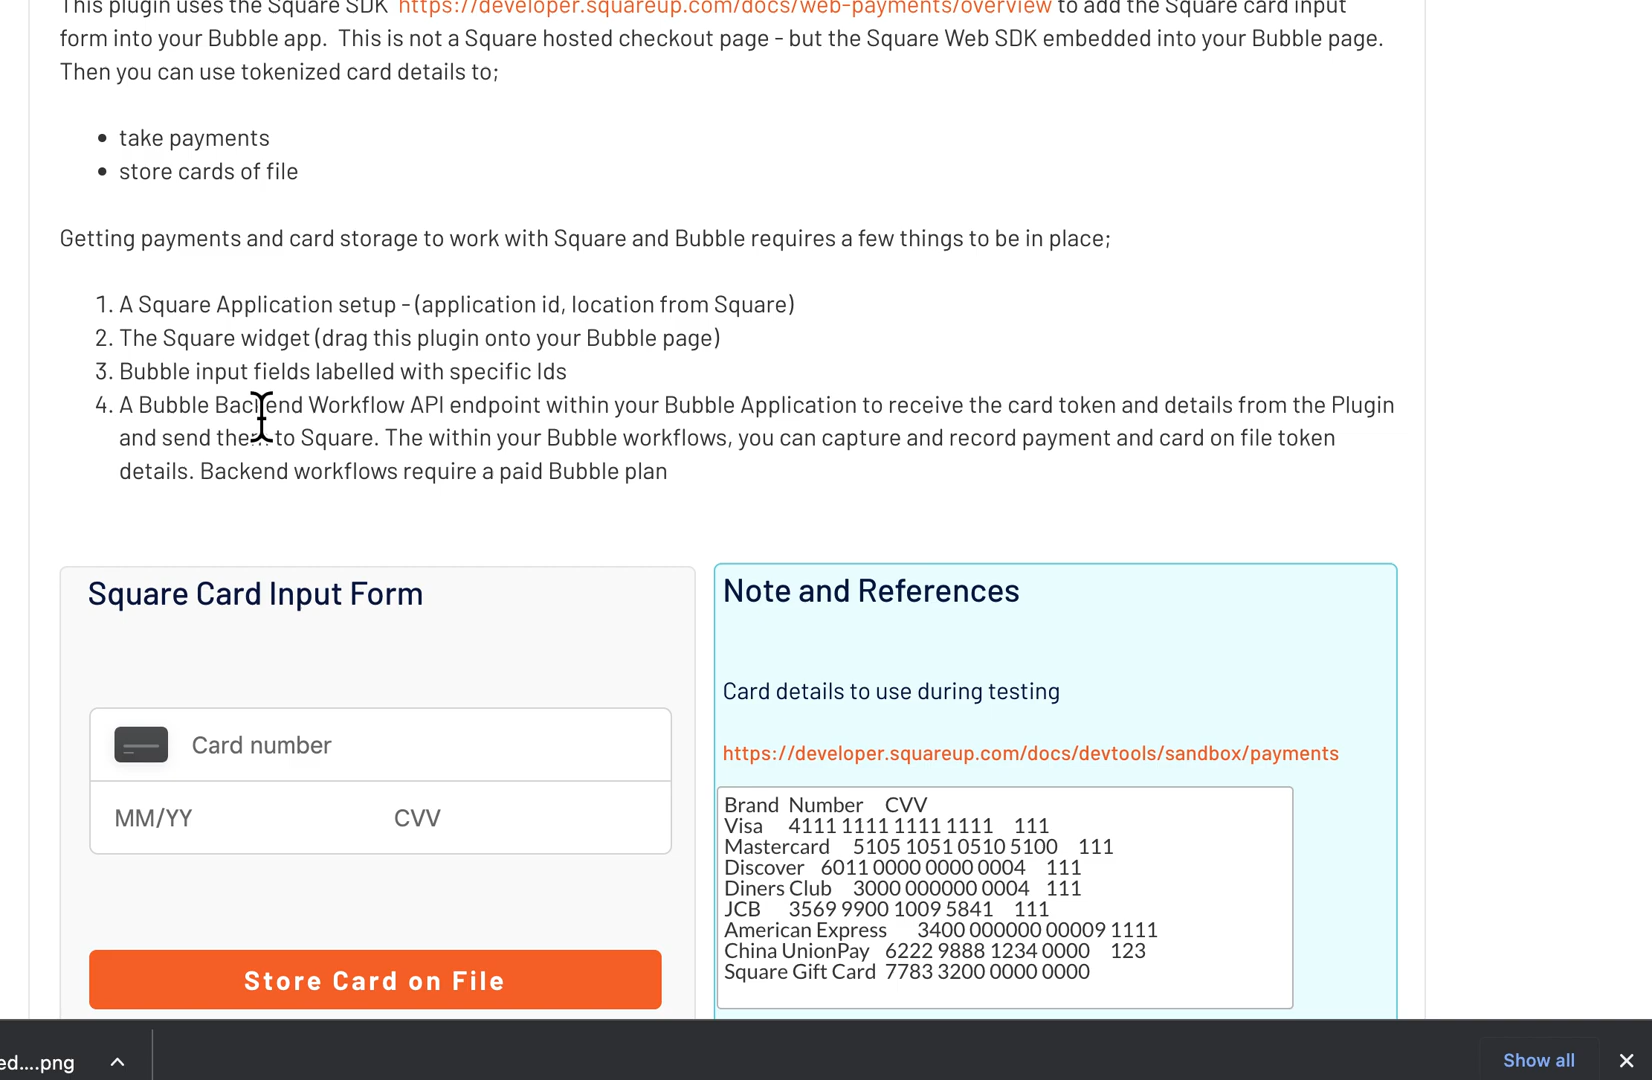 This plugin uses the Square SDK https://developer.squareup.com/docs/web-payments/overview to add the Square card input
form into your Bubble app. This is not a Square hosted checkout page - but the Square Web SDK embedded into your Bubble page.
Then you can use tokenized card details to;
• take payments
• store cards of file
Getting payments and card storage to work with Square and Bubble requires a few things to be in place;
1. A Square Application setup - (application id, location from Square)
2. The Square widget (drag this plugin onto your Bubble page)
3. Bubble input fields labelled with specific Ids
4. A Bubble Backend Workflow API endpoint within your Bubble Application to receive the card token and details from the Plugin
and send to Square. The within your Bubble workflows, you can capture and record payment and card on file token
details. Backend workflows require a paid Bubble plan
Square Card Input Form
Card number
MM/YY CVV
Store Card on File
Note and References
Card details to use during testing
https://developer.squareup.com/docs/devtools/sandbox/payments
Brand Number CVV
Visa 4111 1111 1111 1111 111
Mastercard 5105 1051 0510 5100 111
Discover 6011 0000 0000 0004 111
Diners Club 3000 000000 0004 111
JCB 3569 9900 1009 5841 111
American Express 3400 000000 00009 1111
China UnionPay 6222 9888 1234 0000 123
Square Gift Card 7783 3200 0000 0000
ed....png
Show all